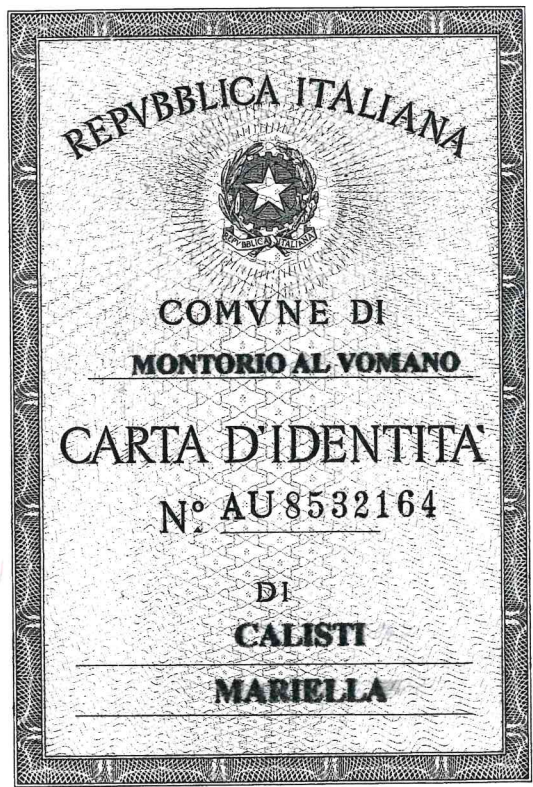 REPVBBLICA ITALIANA
REPVBBLICA ITALIANA
COMVNE DI
MONTORIO AL VOMANO
CARTA D'IDENTITA'
N° AU 8532164
DI
CALISTI
MARIELLA